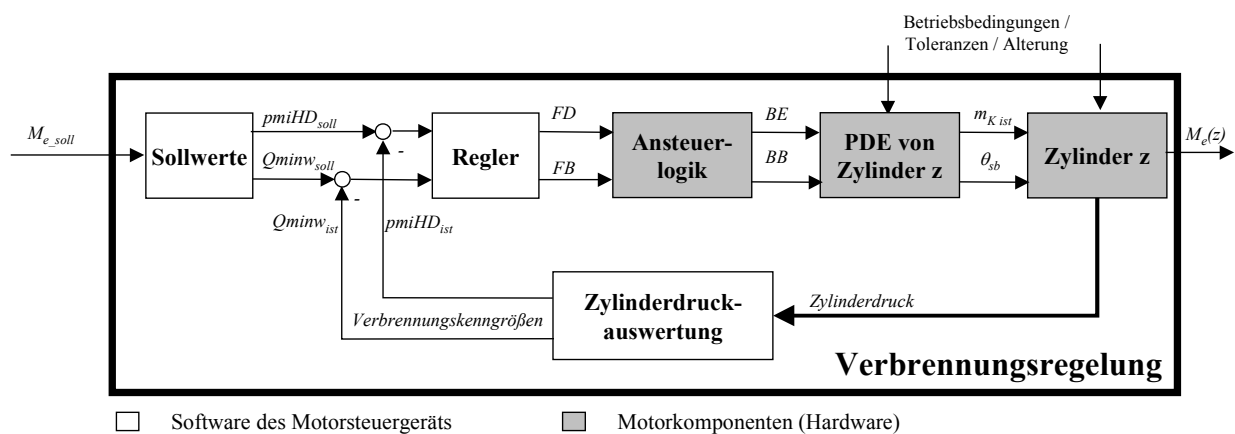 Betriebsbedingungen /
Toleranzen / Alterung
M_e_soll
Sollwerte
pmiHD_soll
Qminw_soll
-
-
Qminw_ist
pmiHD_ist
Regler
FD
FB
Ansteuer-
logik
BE
BB
PDE von
Zylinder z
m_K ist
θ_sb
Zylinder z
M_e(z)
Verbrennungskenngrößen
Zylinderdruck-
auswertung
Zylinderdruck
Verbrennungsregelung
Software des Motorsteuergeräts
Motorkomponenten (Hardware)